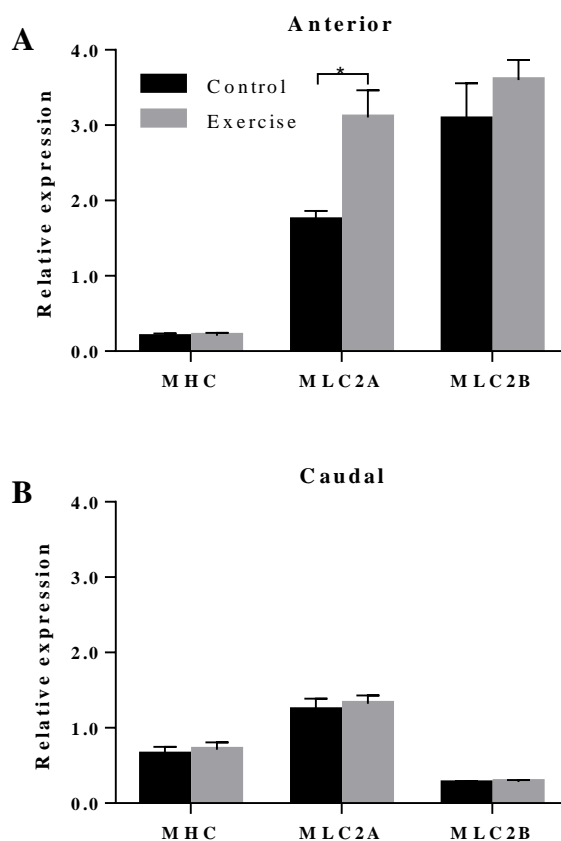 A
Anterior
4.0
3.0
2.0
1.0
0.0
Relative expression
Control
Exercise
*
MHC MLC2A MLC2B
B
Caudal
4.0
3.0
2.0
1.0
0.0
Relative expression
MHC MLC2A MLC2B